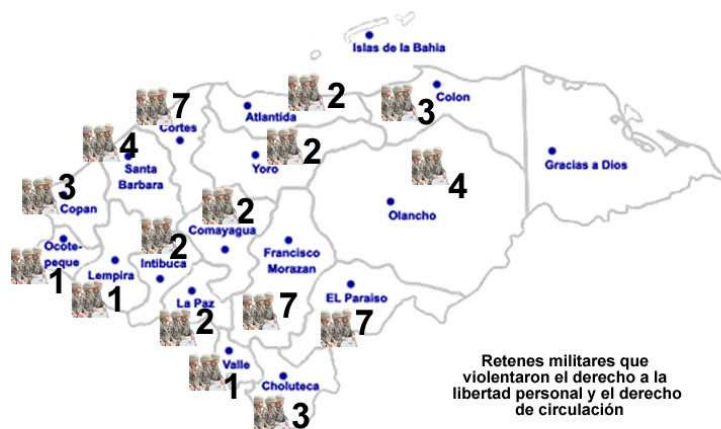 Islas de la Bahia
7
Cortes
2
Atlantida
3
Colon
4
Santa
Barbara
2
Yoro
4
Olancho
Gracias a Dios
3
Copan
2
Comayagua
2
Intibuca
Ocote-
peque
1
Lempira
1
Francisco
Morazan
7
La Paz
2
EL Paraiso
7
Valle
1
Choluteca
3
Retenes militares que
violentaron el derecho a la
libertad personal y el derecho
de circulación